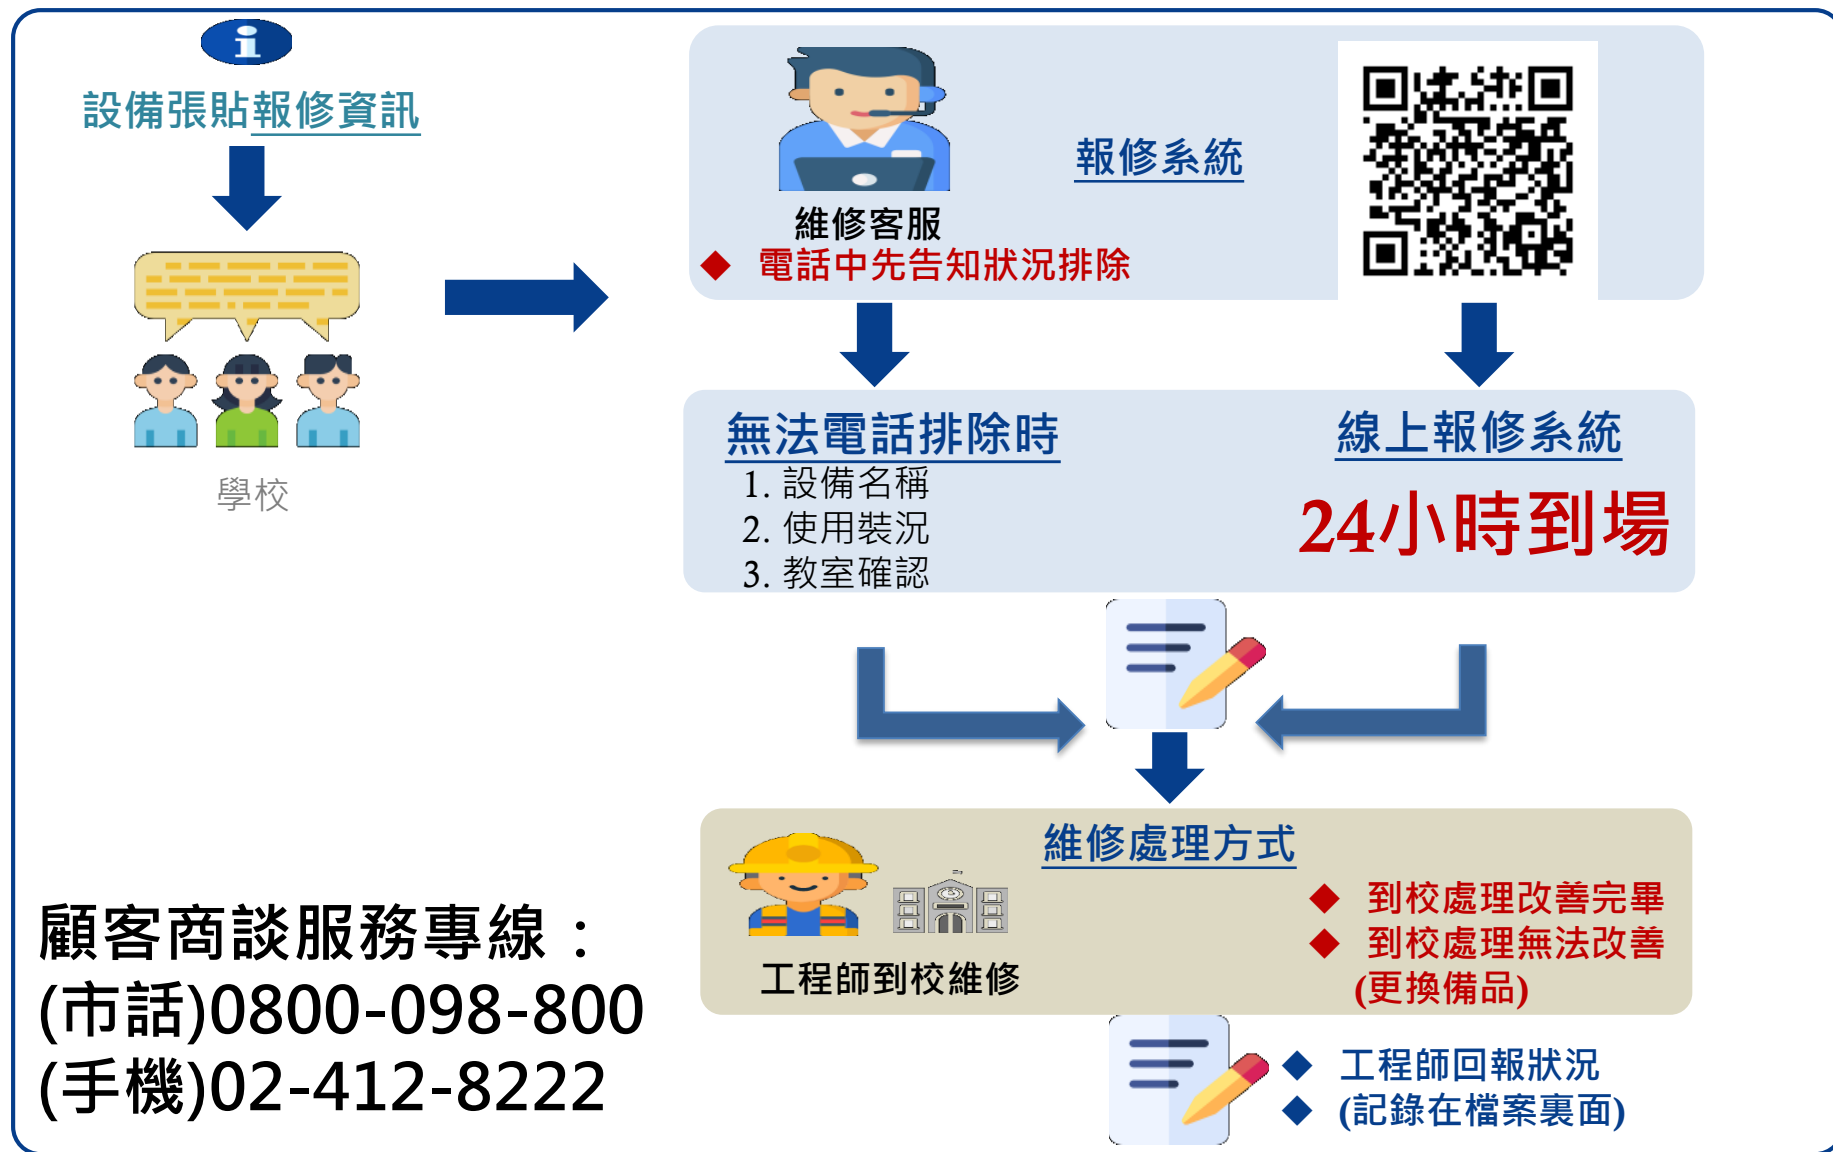 設備張貼報修資訊
學校
報修系統
維修客服
◆ 電話中先告知狀況排除
無法電話排除時
1. 設備名稱
2. 使用裝況
3. 教室確認
線上報修系統
24小時到場
維修處理方式
工程師到校維修
◆ 到校處理改善完畢
◆ 到校處理無法改善
(更換備品)
◆ 工程師回報狀況
◆ (記錄在檔案裏面)
顧客商談服務專線：
(市話)0800-098-800
(手機)02-412-8222